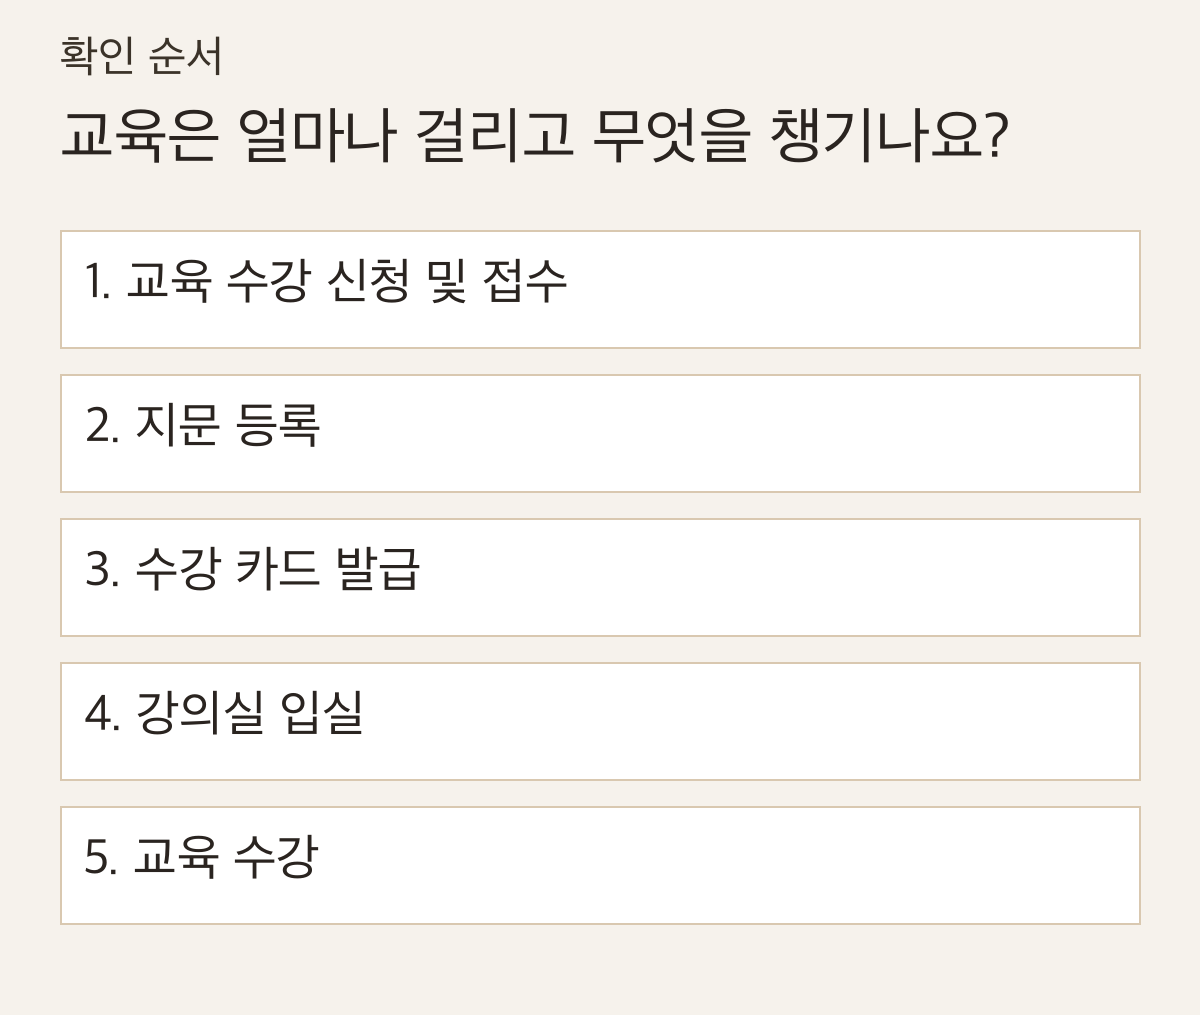 확인 순서
교육은 얼마나 걸리고 무엇을 챙기나요?
1. 교육 수강 신청 및 접수
2. 지문 등록
3. 수강 카드 발급
4. 강의실 입실
5. 교육 수강